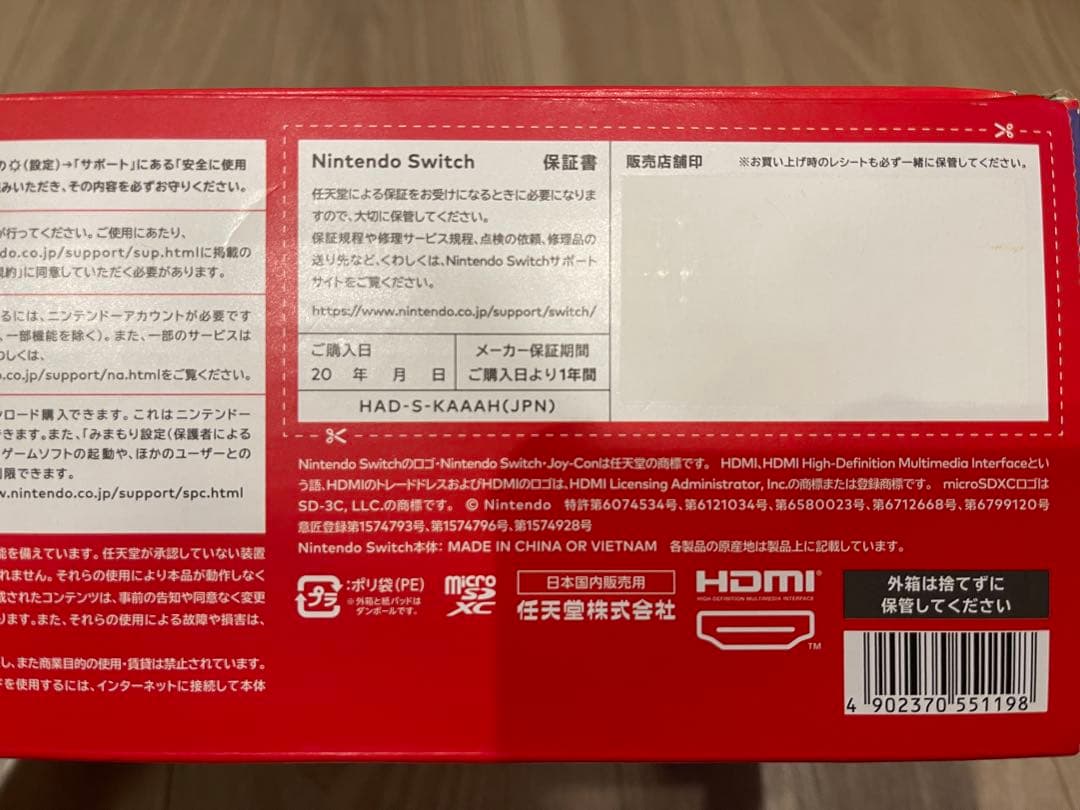 の(設定)→「サポート」にある「安全に使用
みいただき、その内容を必ずお守りください。
が行ってください。ご使用にあたり、
do.co.jp/support/sup.htmlに掲載の
規約」に同意していただく必要があります。
るには、ニンテンドーアカウントが必要です
、一部機能を除く)。また、一部のサービスは
わしくは、
o.co.jp/support/na.htmlをご覧ください。
ンロード購入できます。これはニンテンドー
できます。また、「みまもり設定(保護者による
ゲームソフトの起動や、ほかのユーザーとの
制限できます。
w.nintendo.co.jp/support/spc.html
能を備えています。任天堂が承認していない装置
れません。それらの使用により本品が動作しなく
成されたコンテンツは、事前の告知や同意なく変更
ります。また、それらの使用による故障や損害は、
し、また商業目的の使用・賃貸は禁止されています。
ドを使用するには、インターネットに接続して本体
Nintendo Switch 保証書
任天堂による保証をお受けになるときに必要になりま
すので、大切に保管してください。
保証規程や修理サービス規程、点検の依頼、修理品の
送り先など、くわしくは、Nintendo Switchサポート
サイトをご覧ください。
https://www.nintendo.co.jp/support/switch/
ご購入日
20 年 月 日
メーカー保証期間
ご購入日より1年間
HAD-S-KAAAH(JPN)
販売店舗印 ※お買い上げ時のレシートも必ず一緒に保管してください。
Nintendo Switchのロゴ・Nintendo Switch・Joy-Conは任天堂の商標です。 HDMI、HDMI High-Definition Multimedia Interfaceとい
う語、HDMIのトレードドレスおよびHDMIのロゴは、HDMI Licensing Administrator, Inc.の商標または登録商標です。 microSDXCロゴは
SD-3C, LLC.の商標です。 © Nintendo 特許第6074534号、第6121034号、第6580023号、第6712668号、第6799120号
意匠登録第1574793号、第1574796号、第1574928号
Nintendo Switch本体: MADE IN CHINA OR VIETNAM 各製品の原産地は製品上に記載しています。
プラ
:ポリ袋(PE)
※外箱と紙パッドは
ダンボールです。
micro
SD
XC
日本国内販売用
任天堂株式会社
HDMI®
HIGH-DEFINITION MULTIMEDIA INTERFACE
TM
外箱は捨てずに
保管してください
4 902370 551198